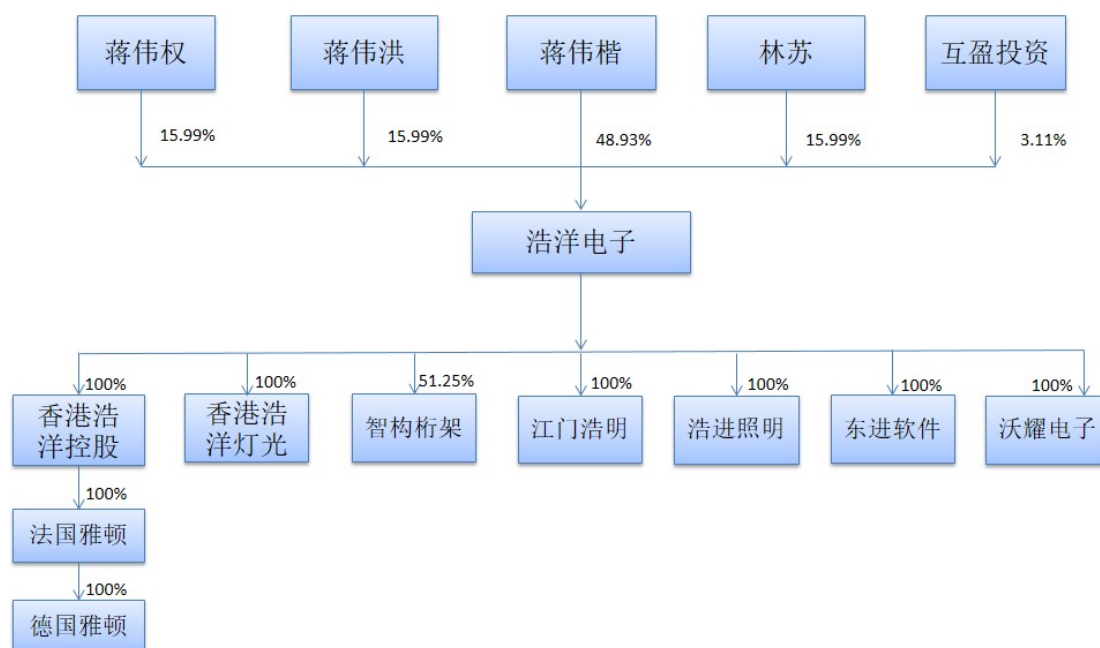 蒋伟权
蒋伟洪
蒋伟楷
林苏
互盈投资
15.99%
15.99%
48.93%
15.99%
3.11%
浩洋电子
100%
100%
51.25%
100%
100%
100%
100%
香港浩
洋控股
香港浩
洋灯光
智构桁架
江门浩明
浩进照明
东进软件
沃耀电子
100%
法国雅顿
100%
德国雅顿